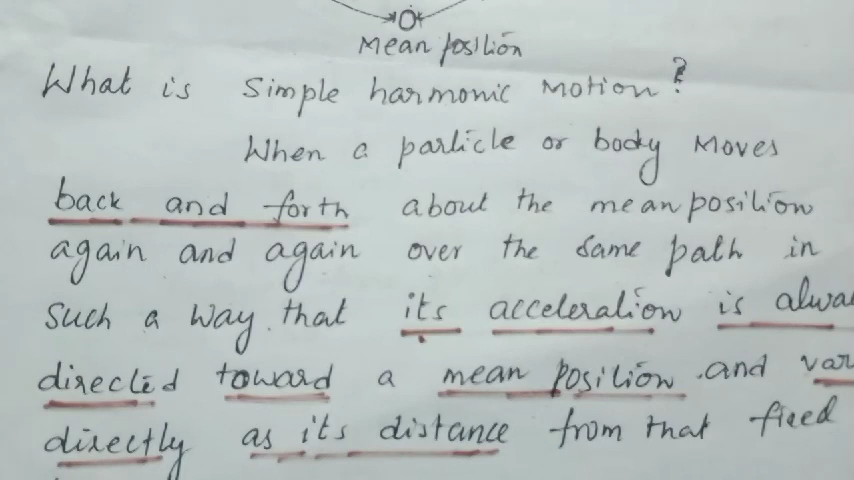 Mean position
What is Simple harmonic Motion?
When a particle or body Moves
back and forth about the mean position
again and again over the same path in
Such a way that its acceleration is alwa
directed toward a mean position and var
directly as its distance from that fixed